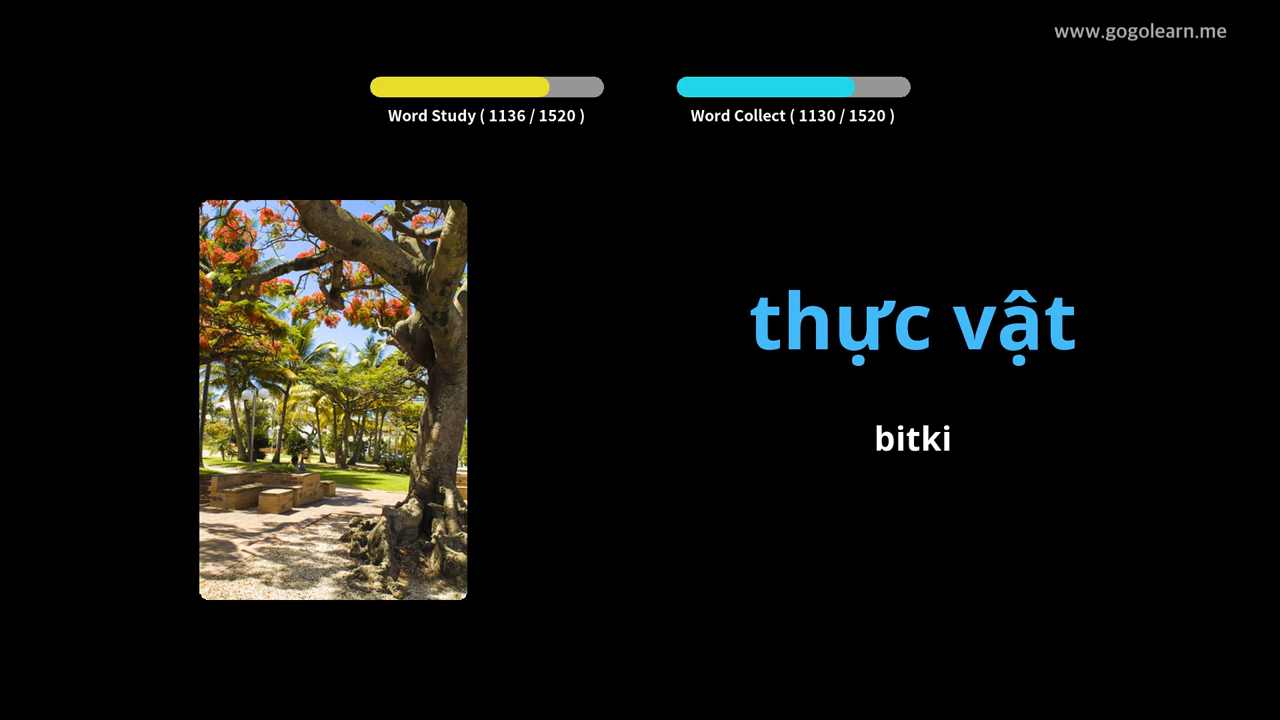 www.gogolearn.me
Word Study ( 1136 / 1520 )
Word Collect ( 1130 / 1520 )
thực vật
bitki